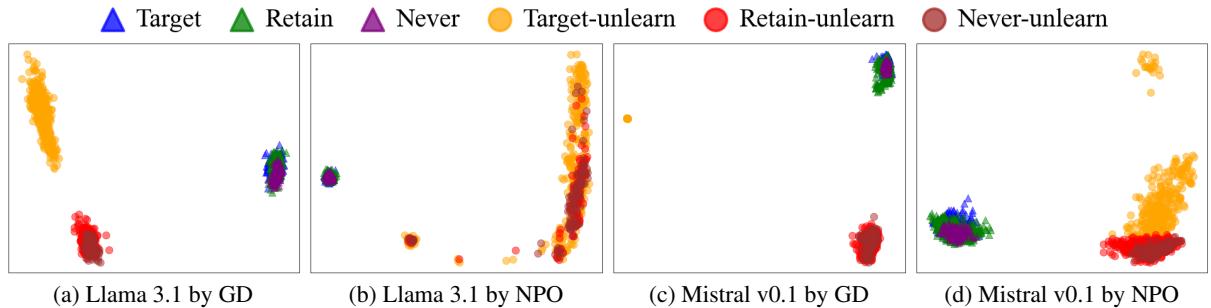 Target Retain Never Target-unlearn Retain-unlearn Never-unlearn
(a) Llama 3.1 by GD
(b) Llama 3.1 by NPO
(c) Mistral v0.1 by GD
(d) Mistral v0.1 by NPO